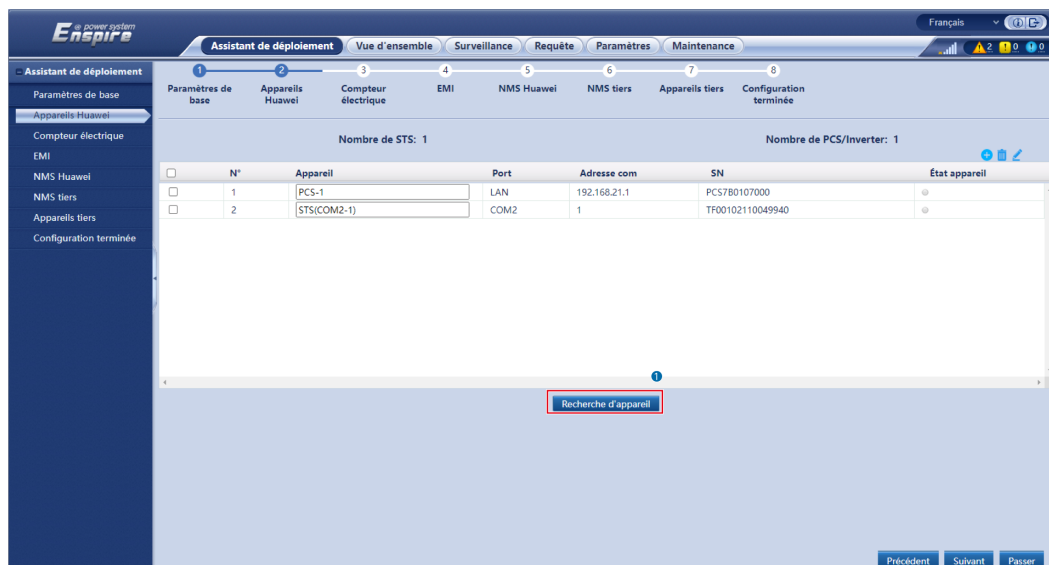 e power system
Enspire
Français
Assistant de déploiement Vue d'ensemble Surveillance Requête Paramètres Maintenance
2 0 0
Assistant de déploiement
Paramètres de base
Appareils Huawei
Compteur électrique
EMI
NMS Huawei
NMS tiers
Appareils tiers
Configuration terminée
1 2 3 4 5 6 7 8
Paramètres de base Appareils Huawei Compteur électrique EMI NMS Huawei NMS tiers Appareils tiers Configuration terminée
Nombre de STS: 1 Nombre de PCS/Inverter: 1
N° Appareil Port Adresse com SN État appareil
1 PCS-1 LAN 192.168.21.1 PCS7B0107000
2 STS(COM2-1) COM2 1 TF00102110049940
1
Recherche d'appareil
Précédent Suivant Passer